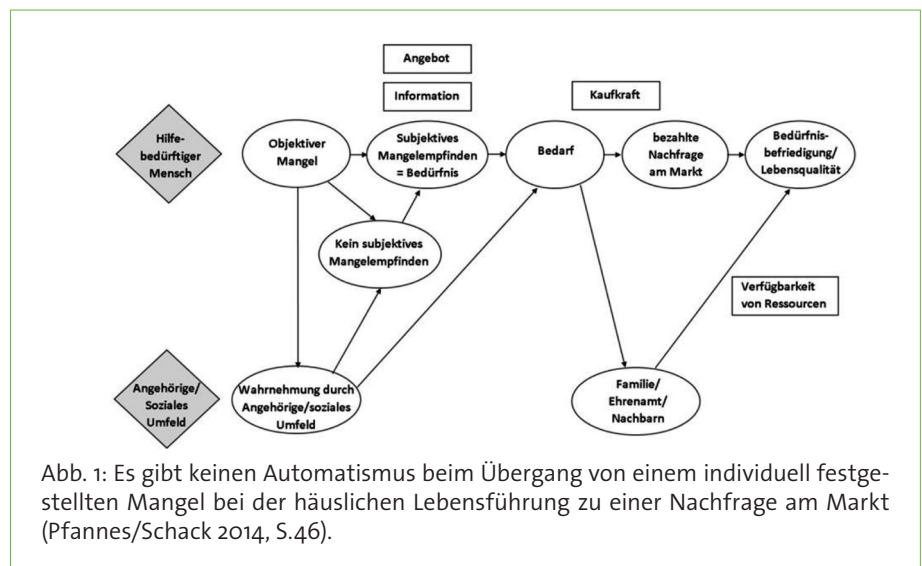 Angebot
Information
Kaufkraft
Hilfe-
bedürftiger
Mensch
Objektiver
Mangel
Subjektives
Mangelempfinden
= Bedürfnis
Bedarf
bezahlte
Nachfrage
am Markt
Bedürfnis-
befriedigung/
Lebensqualität
Kein subjektives
Mangelempfinden
Verfügbarkeit
von Ressourcen
Angehörige/
Soziales
Umfeld
Wahrnehmung durch
Angehörige/soziales
Umfeld
Familie/
Ehrenamt/
Nachbarn
Abb. 1: Es gibt keinen Automatismus beim Übergang von einem individuell festge-
stellten Mangel bei der häuslichen Lebensführung zu einer Nachfrage am Markt
(Pfannes/Schack 2014, S.46).